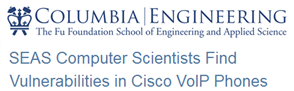 COLUMBIA | ENGINEERING
The Fu Foundation School of Engineering and Applied Science
SEAS Computer Scientists Find
Vulnerabilities in Cisco VoIP Phones